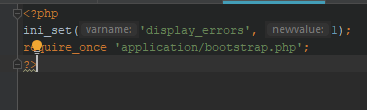 <?php
ini_set( varname: 'display_errors', newvalue: 1);
require_once 'application/bootstrap.php';
?>